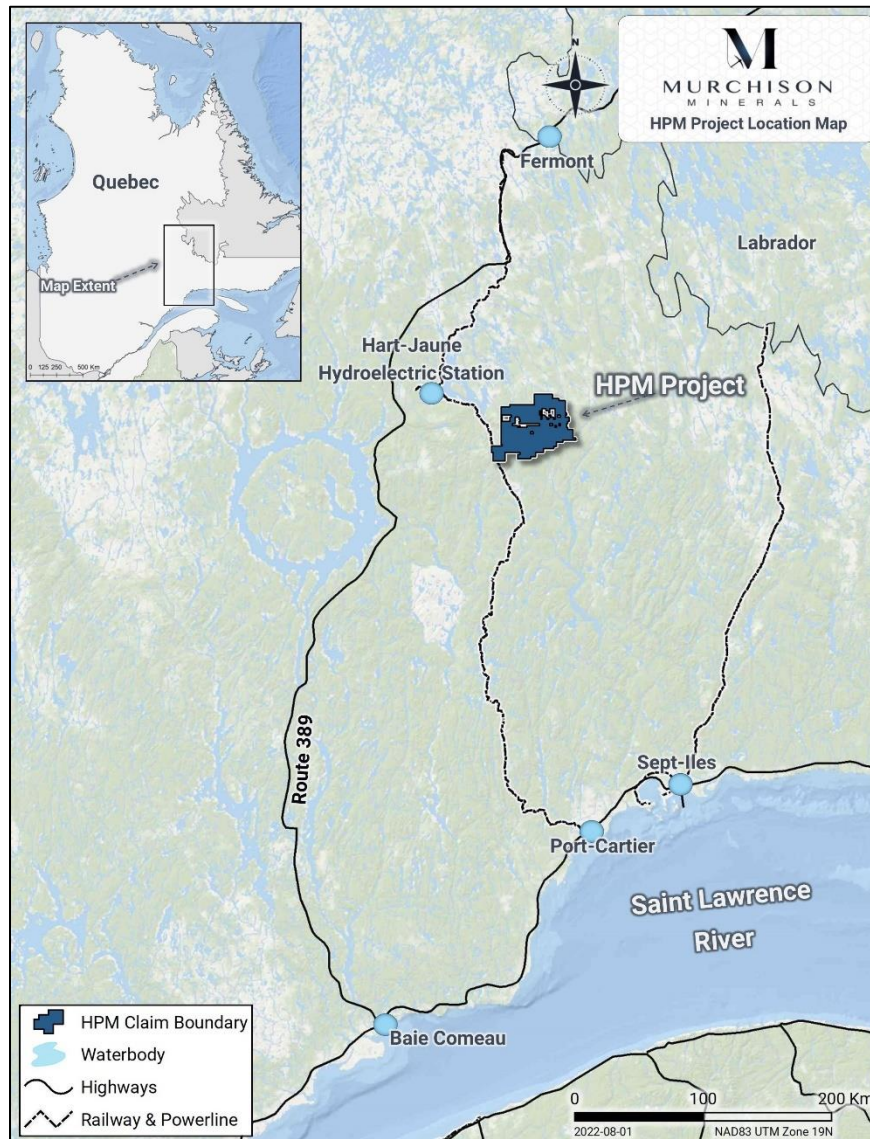 MURCHISON
MINERALS
HPM Project Location Map
N
Fermont
Quebec
Map Extent
0 125 250 500 Km
Labrador
Hart-Jaune
Hydroelectric Station
HPM Project
Route 389
Sept-Iles
Port-Cartier
Saint Lawrence
River
Baie Comeau
HPM Claim Boundary
Waterbody
Highways
Railway & Powerline
0 100 200 Km
2022-08-01 NAD83 UTM Zone 19N